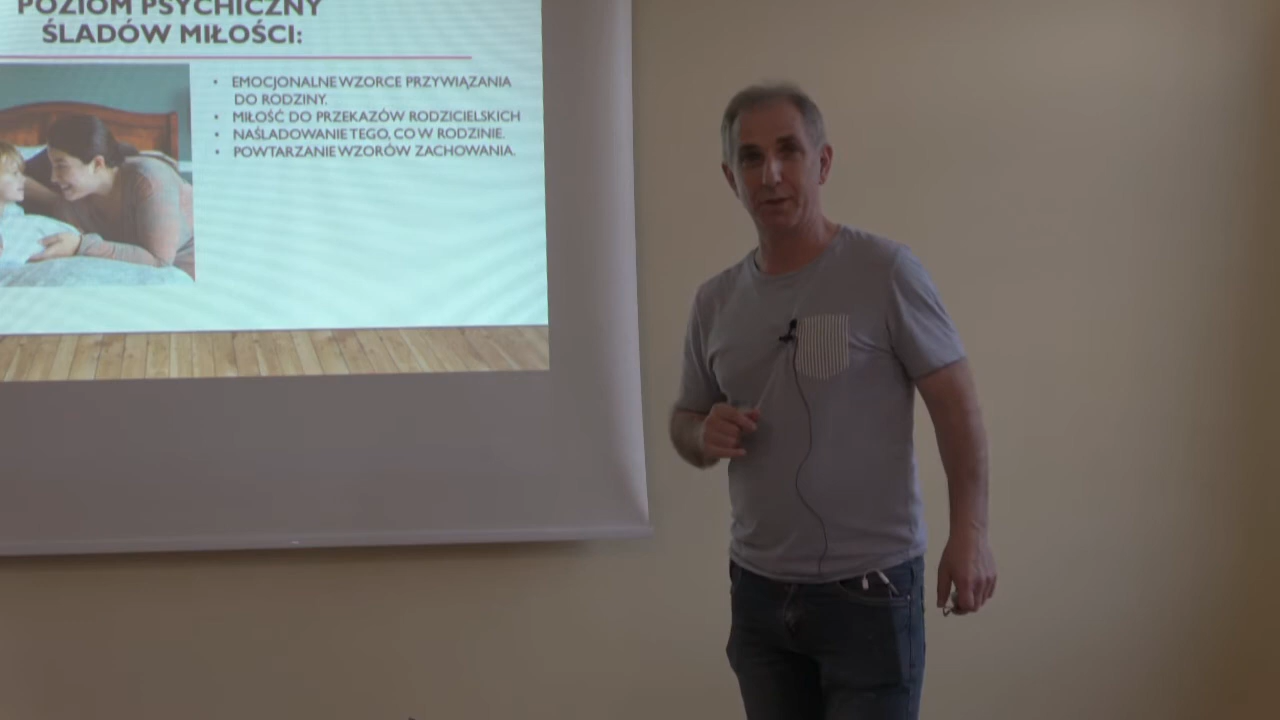 POZIOM PSYCHICZNY
ŚLADÓW MIŁOŚCI:
• EMOCJONALNE WZORCE PRZYWIĄZANIA
DO RODZINY.
• MIŁOŚĆ DO PRZEKAZÓW RODZICIELSKICH
• NAŚLADOWANIE TEGO, CO W RODZINIE.
• POWTARZANIE WZORÓW ZACHOWANIA.